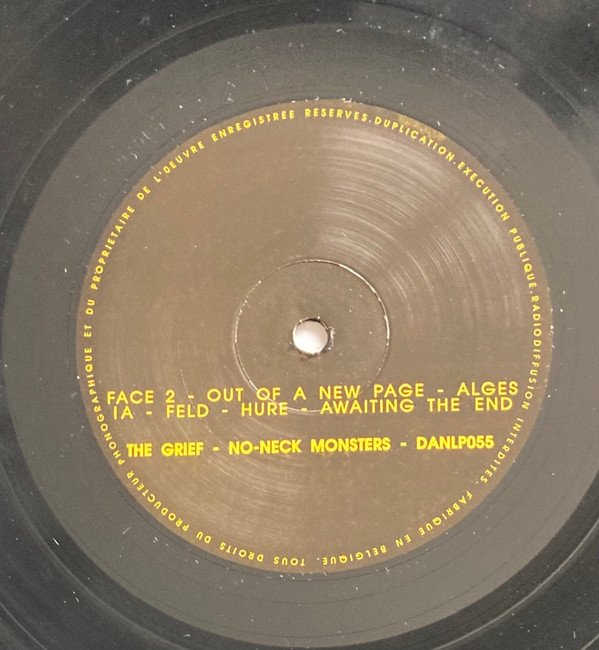 TOUS DROITS DU PRODUCTEUR PHONOGRAPHIQUE ET DU PROPRIETAIRE DE L'OEUVRE ENREGISTREE RESERVES.DUPLICATION.EXECUTION PUBLIQUE.RADIODIFFUSION INTERDITES. FABRIQUE EN BELGIQUE.
FACE 2 - OUT OF A NEW PAGE - ALGES
IA - FELD - HURE - AWAITING THE END
THE GRIEF - NO-NECK MONSTERS - DANLP055